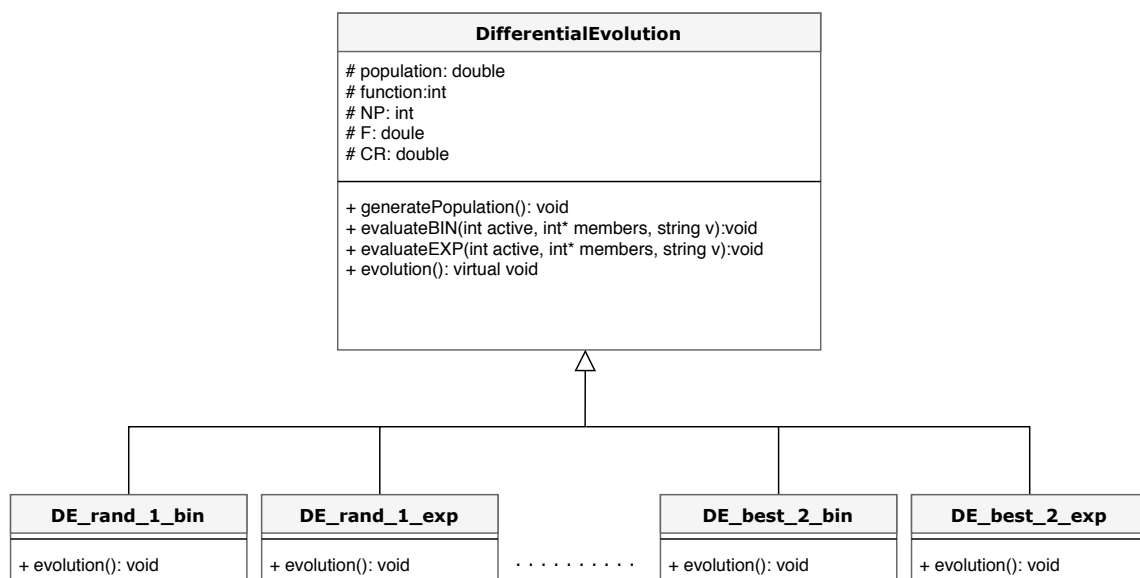 DifferentialEvolution
# population: double
# function:int
# NP: int
# F: doule
# CR: double
+ generatePopulation(): void
+ evaluateBIN(int active, int* members, string v):void
+ evaluateEXP(int active, int* members, string v):void
+ evolution(): virtual void
DE_rand_1_bin DE_rand_1_exp DE_best_2_bin DE_best_2_exp
+ evolution(): void + evolution(): void . . . . . . . . . . + evolution(): void + evolution(): void